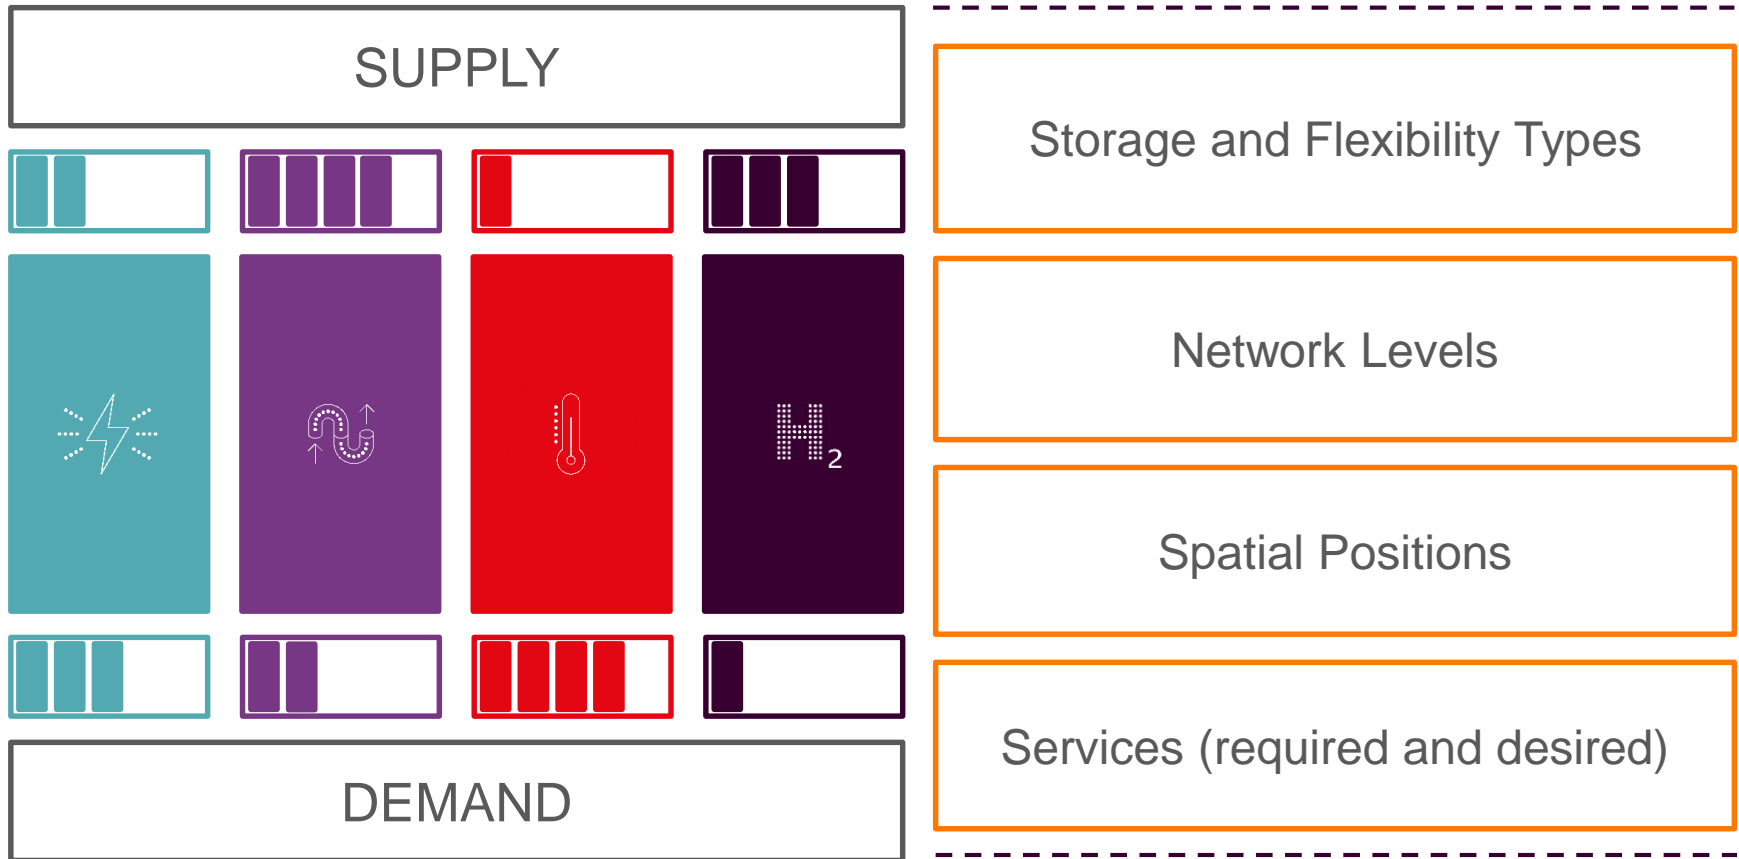 SUPPLY
H2
DEMAND
Storage and Flexibility Types
Network Levels
Spatial Positions
Services (required and desired)